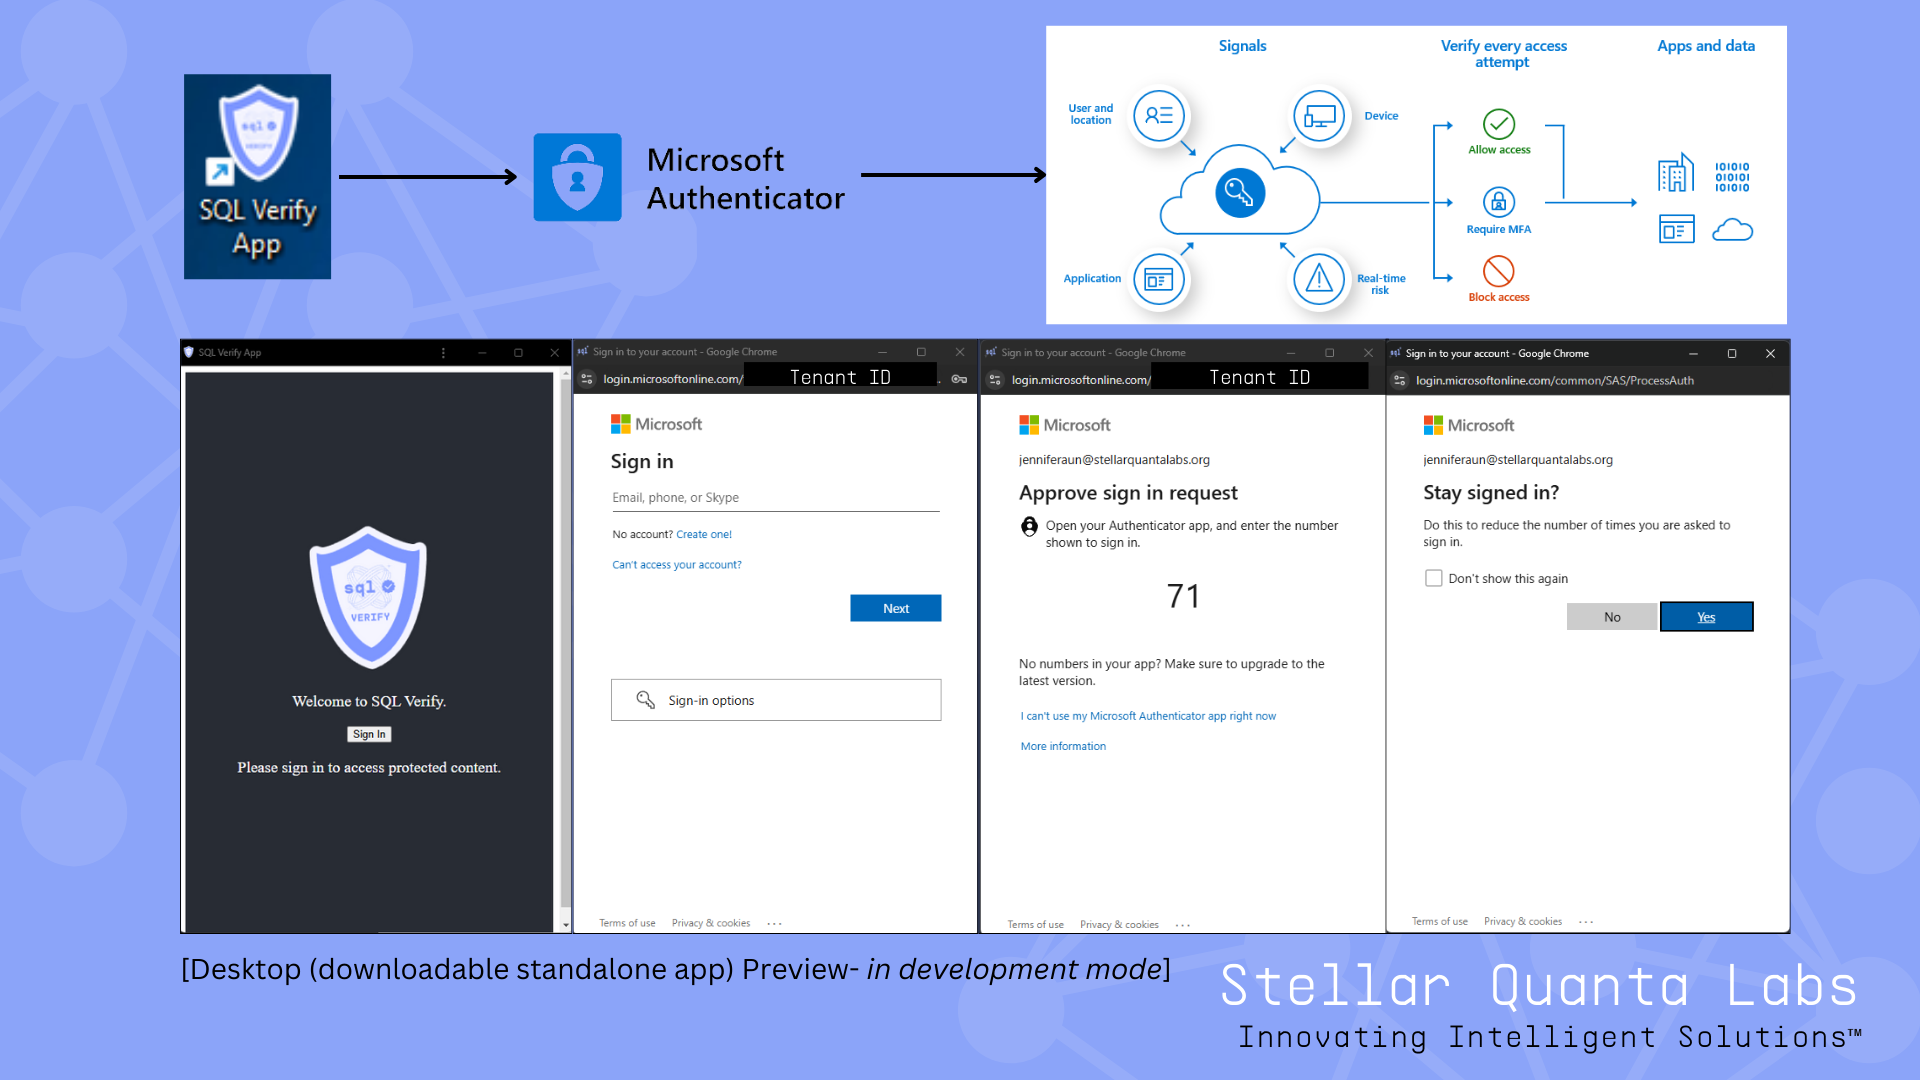 sql
VERIFY
SQL Verify
App
Microsoft
Authenticator
Signals
Verify every access
attempt
Apps and data
User and
location
Device
Application
Real-time
risk
Allow access
Require MFA
Block access
01010
010101
101010
SQL Verify App
sql
VERIFY
Welcome to SQL Verify.
Sign In
Please sign in to access protected content.
Sign in to your account - Google Chrome
login.microsoftonline.com/
Tenant ID
Microsoft
Sign in
Email, phone, or Skype
No account? Create one!
Can't access your account?
Next
Sign-in options
Terms of use Privacy & cookies ...
Sign in to your account - Google Chrome
login.microsoftonline.com/
Tenant ID
Microsoft
jenniferaun@stellarquantalabs.org
Approve sign in request
Open your Authenticator app, and enter the number
shown to sign in.
71
No numbers in your app? Make sure to upgrade to the
latest version.
I can't use my Microsoft Authenticator app right now
More information
Terms of use Privacy & cookies ...
Sign in to your account - Google Chrome
login.microsoftonline.com/common/SAS/ProcessAuth
Microsoft
jenniferaun@stellarquantalabs.org
Stay signed in?
Do this to reduce the number of times you are asked to
sign in.
Don't show this again
No
Yes
Terms of use Privacy & cookies ...
[Desktop (downloadable standalone app) Preview- in development mode]
Stellar Quanta Labs
Innovating Intelligent Solutions™